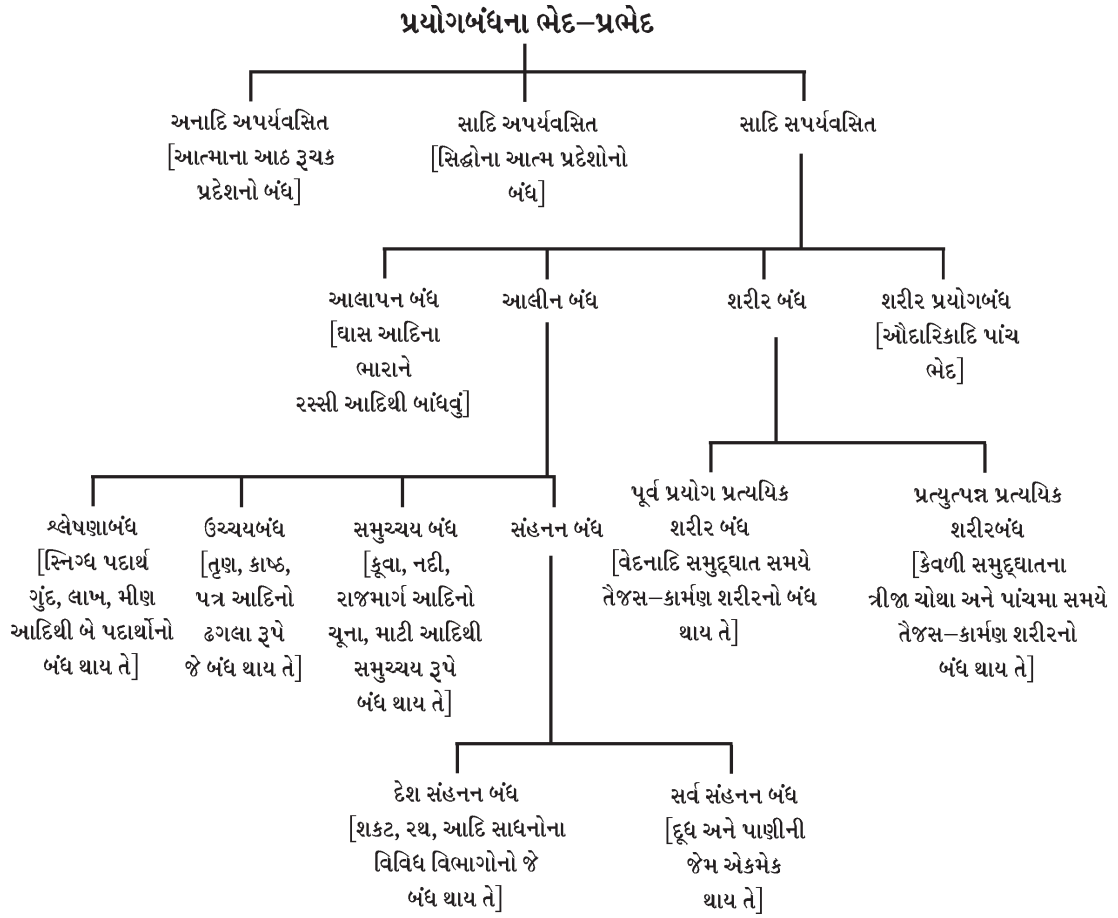 પ્રયોગબંધના ભેદ–પ્રભેદ
અનાદિ અપર્યવસિત
[આત્માના આઠ રૂચક
પ્રદેશનો બંધ]
સાદિ અપર્યવસિત
[સિદ્ધોના આત્મ પ્રદેશોનો
બંધ]
સાદિ સપર્યવસિત
આલાપન બંધ
[ઘાસ આદિના
ભારાને
રસ્સી આદિથી બાંધવું]
આલીન બંધ
શરીર બંધ
શરીર પ્રયોગબંધ
[ઔદારિકાદિ પાંચ
ભેદ]
શ્લેષણાબંધ
[સ્નિગ્ધ પદાર્થ
ગુંદ, લાખ, મીણ
આદિથી બે પદાર્થોનો
બંધ થાય તે]
ઉચ્ચયબંધ
[તૃણ, કાષ્ઠ,
પત્ર આદિનો
ઢગલા રૂપે
જે બંધ થાય તે]
સમુચ્ચય બંધ
[કૂવા, નદી,
રાજમાર્ગ આદિનો
ચૂના, માટી આદિથી
સમુચ્ચય રૂપે
બંધ થાય તે]
સંહનન બંધ
પૂર્વ પ્રયોગ પ્રત્યયિક
શરીર બંધ
[વેદનાદિ સમુદ્ઘાત સમયે
તૈજસ–કાર્મણ શરીરનો બંધ
થાય તે]
પ્રત્યુત્પન્ન પ્રત્યયિક
શરીરબંધ
[કેવળી સમુદ્ઘાતના
ત્રીજા ચોથા અને પાંચમા સમયે
તૈજસ–કાર્મણ શરીરનો
બંધ થાય તે]
દેશ સંહનન બંધ
[શકટ, રથ, આદિ સાધનોના
વિવિધ વિભાગોનો જે
બંધ થાય તે]
સર્વ સંહનન બંધ
[દૂધ અને પાણીની
જેમ એકમેક
થાય તે]